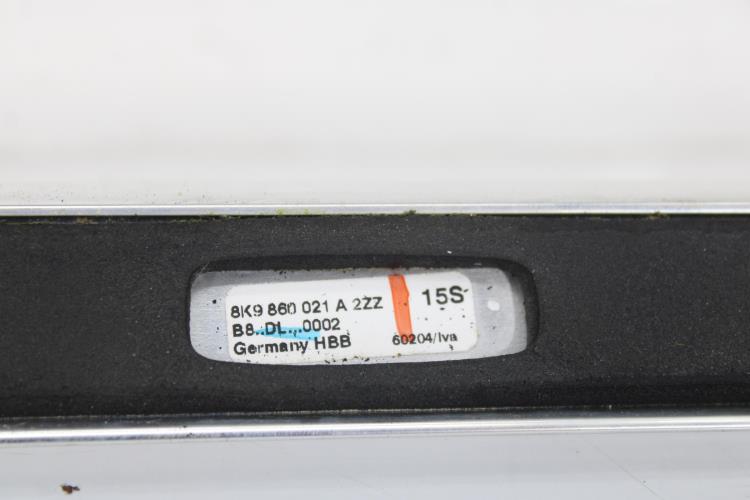 8K9 860 021 A 2ZZ 15S
B8..DL...0002
Germany HBB 60204/Iva